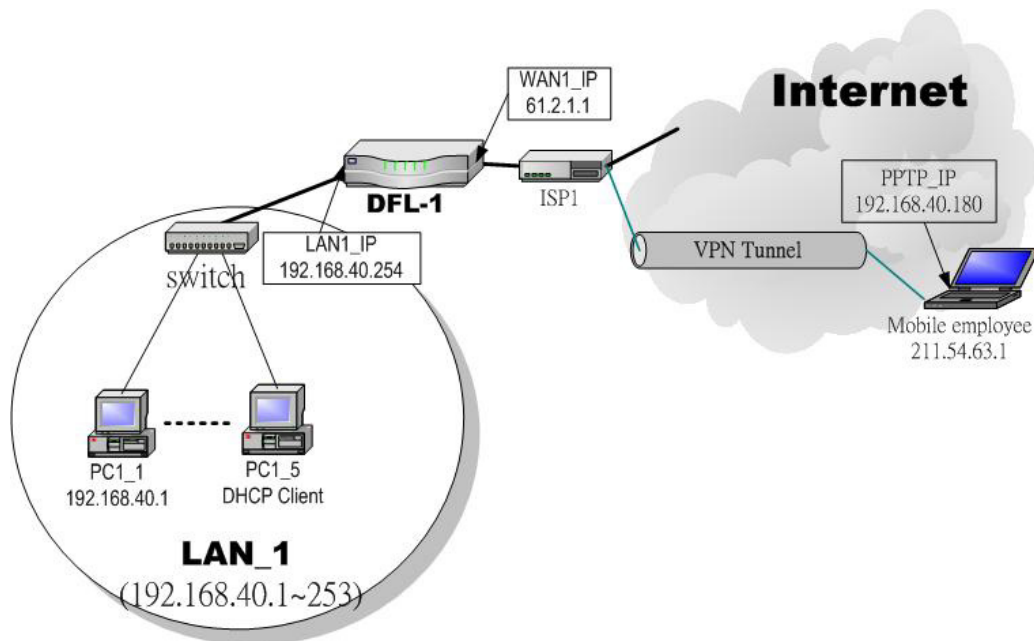 WAN1_IP
61.2.1.1
Internet
DFL-1
ISP1
PPTP_IP
192.168.40.180
LAN1_IP
192.168.40.254
switch
VPN Tunnel
Mobile employee
211.54.63.1
PC1_1
192.168.40.1
PC1_5
DHCP Client
LAN_1
(192.168.40.1~253)